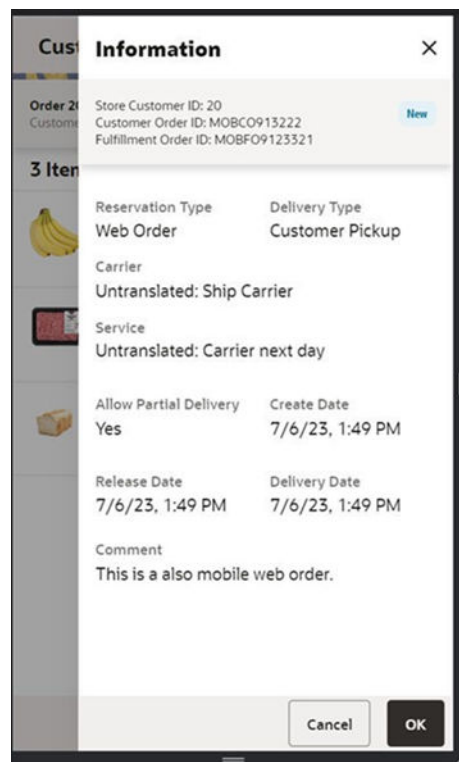 Cust
Information
Order 20
Custome
Store Customer ID: 20
Customer Order ID: MOBCO913222
Fulfillment Order ID: MOBFO9123321
New
3 Iten
Reservation Type
Delivery Type
Web Order
Customer Pickup
Carrier
Untranslated: Ship Carrier
Service
Untranslated: Carrier next day
Allow Partial Delivery
Create Date
Yes
7/6/23, 1:49 PM
Release Date
Delivery Date
7/6/23, 1:49 PM
7/6/23, 1:49 PM
Comment
This is a also mobile web order.
Cancel
OK